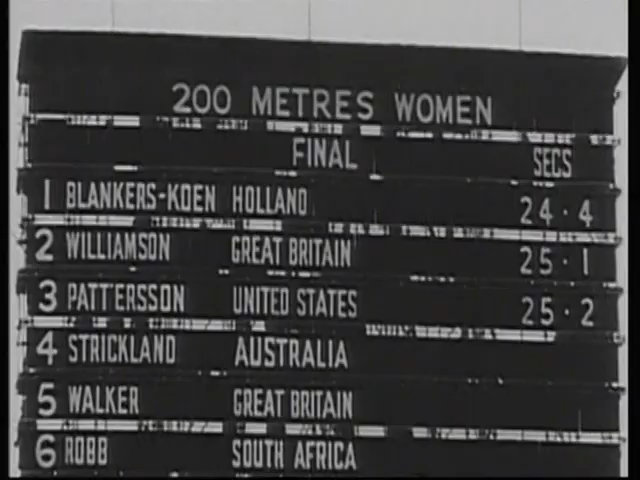 200 METRES WOMEN
FINAL SECS
1 BLANKERS-KOEN HOLLAND 24.4
2 WILLIAMSON GREAT BRITAIN 25.1
3 PATTERSSON UNITED STATES 25.2
4 STRICKLAND AUSTRALIA
5 WALKER GREAT BRITAIN
6 ROBB SOUTH AFRICA